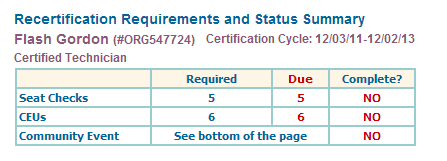 Recertification Requirements and Status Summary
Flash Gordon (#ORG547724) Certification Cycle: 12/03/11-12/02/13
Certified Technician
Required Due Complete?
Seat Checks 5 5 NO
CEUs 6 6 NO
Community Event See bottom of the page NO